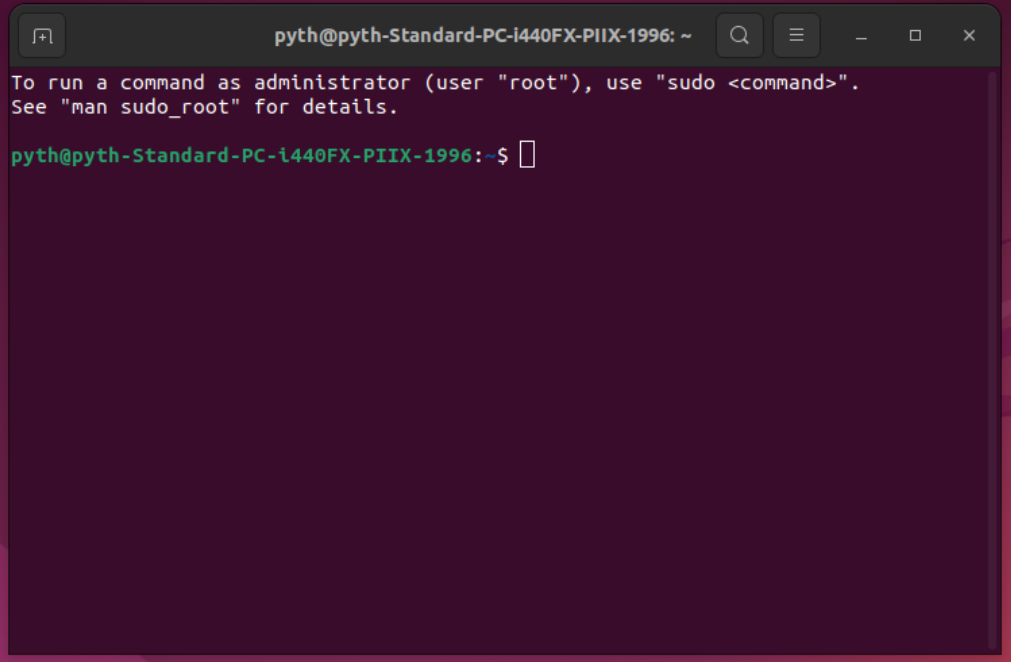 pyth@pyth-Standard-PC-i440FX-PIIX-1996: ~
To run a command as administrator (user "root"), use "sudo <command>".
See "man sudo_root" for details.
pyth@pyth-Standard-PC-i440FX-PIIX-1996:~$